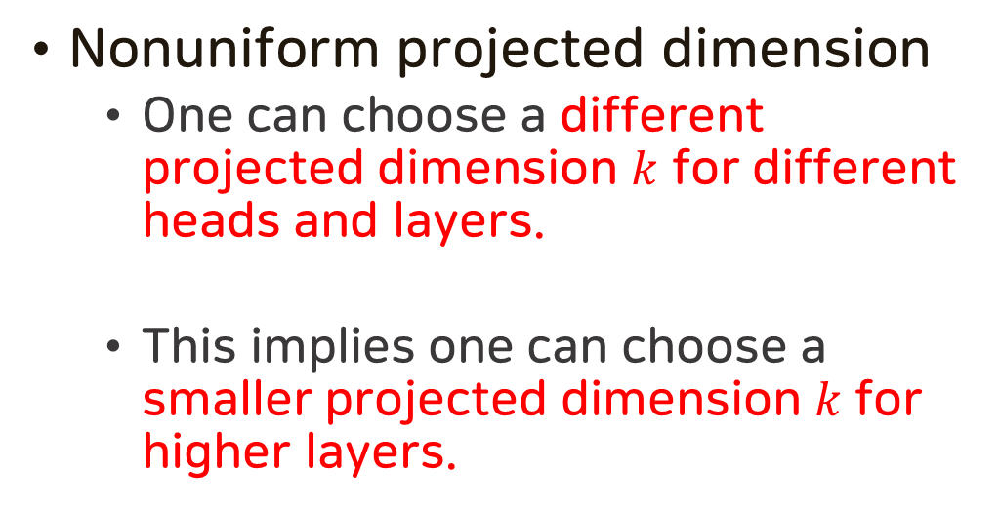 • Nonuniform projected dimension
• One can choose a different
projected dimension k for different
heads and layers.
• This implies one can choose a
smaller projected dimension k for
higher layers.